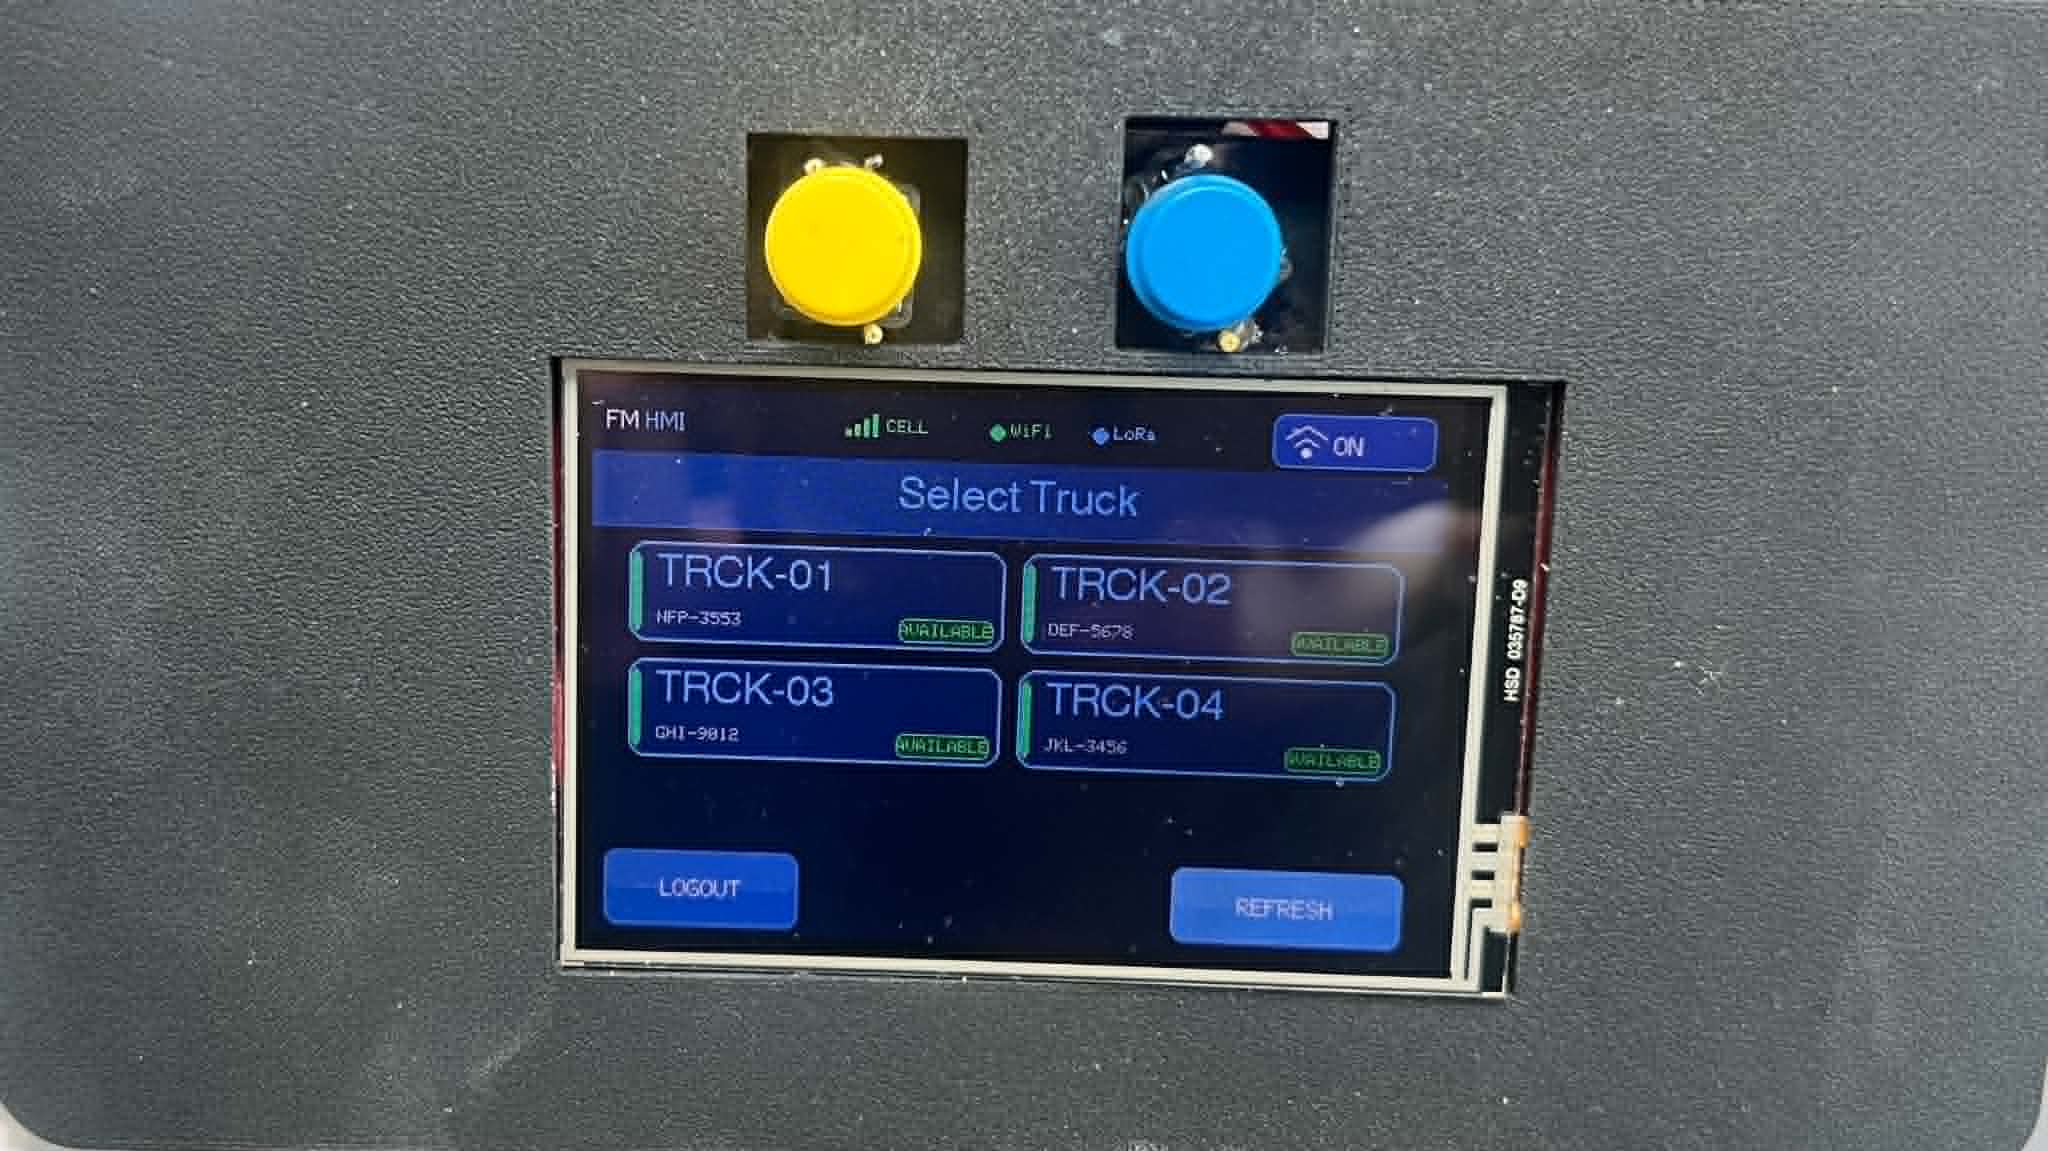 FM HMI
CELL
WiFi
LoRa
ON
Select Truck
TRCK-01
NFP-3553
AVAILABLE
TRCK-02
DEF-5678
AVAILABLE
TRCK-03
GHI-9012
AVAILABLE
TRCK-04
JKL-3456
AVAILABLE
LOGOUT
REFRESH
HSD 035787-D9